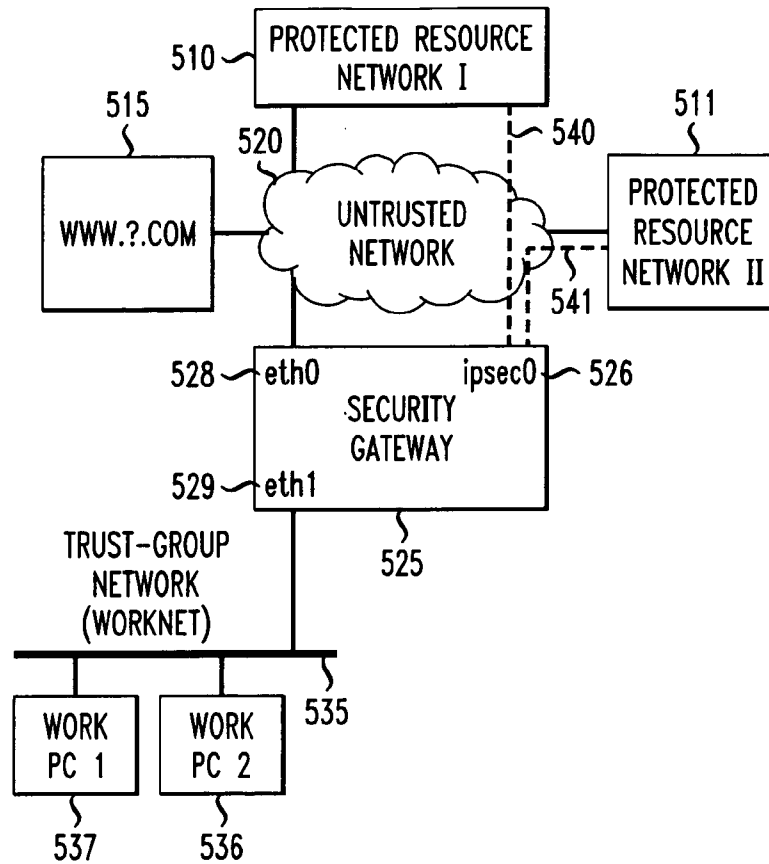 510
PROTECTED RESOURCE
NETWORK I
515
520
540
511
WWW.?.COM
UNTRUSTED
NETWORK
PROTECTED
RESOURCE
NETWORK II
541
528
eth0
ipsec0
526
SECURITY
GATEWAY
529
eth1
525
TRUST-GROUP
NETWORK
(WORKNET)
535
WORK
PC 1
WORK
PC 2
537
536